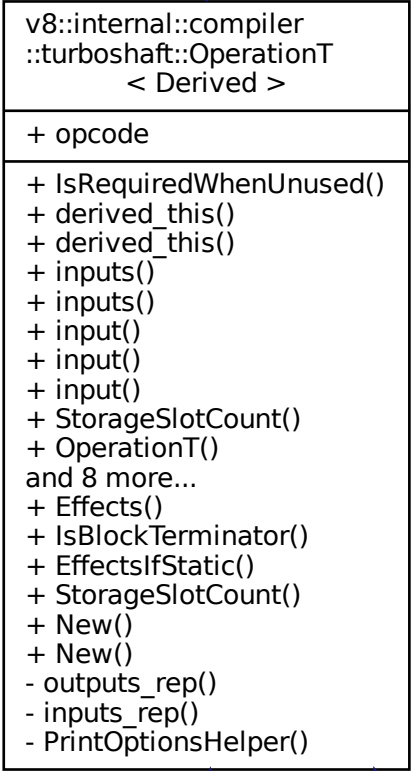 v8::internal::compiler
::turboshaft::OperationT
< Derived >
+ opcode
+ IsRequiredWhenUnused()
+ derived_this()
+ derived_this()
+ inputs()
+ inputs()
+ input()
+ input()
+ input()
+ StorageSlotCount()
+ OperationT()
and 8 more...
+ Effects()
+ IsBlockTerminator()
+ EffectsIfStatic()
+ StorageSlotCount()
+ New()
+ New()
- outputs_rep()
- inputs_rep()
- PrintOptionsHelper()